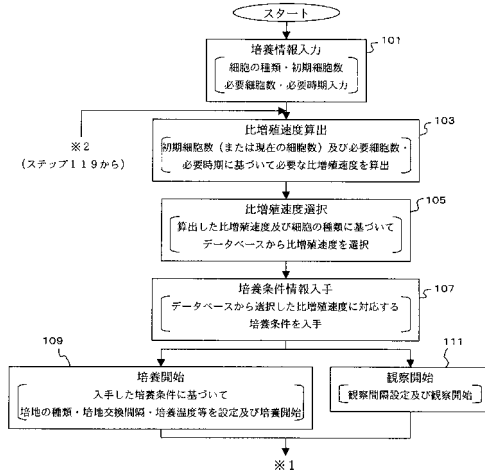 スタート
101
培養情報入力
細胞の種類・初期細胞数
必要細胞数・必要時期入力
※2
(ステップ119から)
103
比増殖速度算出
初期細胞数(または現在の細胞数)及び必要細胞数・
必要時期に基づいて必要な比増殖速度を算出
105
比増殖速度選択
算出した比増殖速度及び細胞の種類に基づいて
データベースから比増殖速度を選択
107
培養条件情報入手
データベースから選択した比増殖速度に対応する
培養条件を入手
109
培養開始
入手した培養条件に基づいて
培地の種類・培地交換間隔・培養温度等を設定及び培養開始
111
観察開始
観察間隔設定及び観察開始
※1